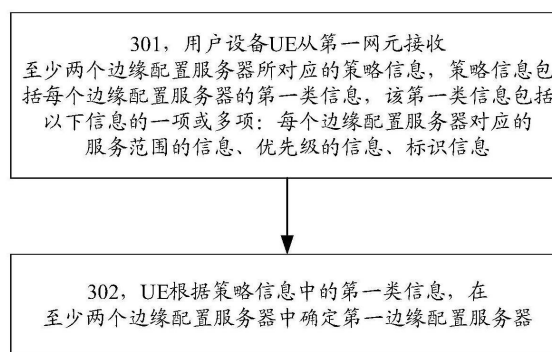 301，用户设备UE从第一网元接收
至少两个边缘配置服务器所对应的策略信息，策略信息包
括每个边缘配置服务器的第一类信息，该第一类信息包括
以下信息的一项或多项：每个边缘配置服务器对应的
服务范围的信息、优先级的信息、标识信息
302，UE根据策略信息中的第一类信息，在
至少两个边缘配置服务器中确定第一边缘配置服务器